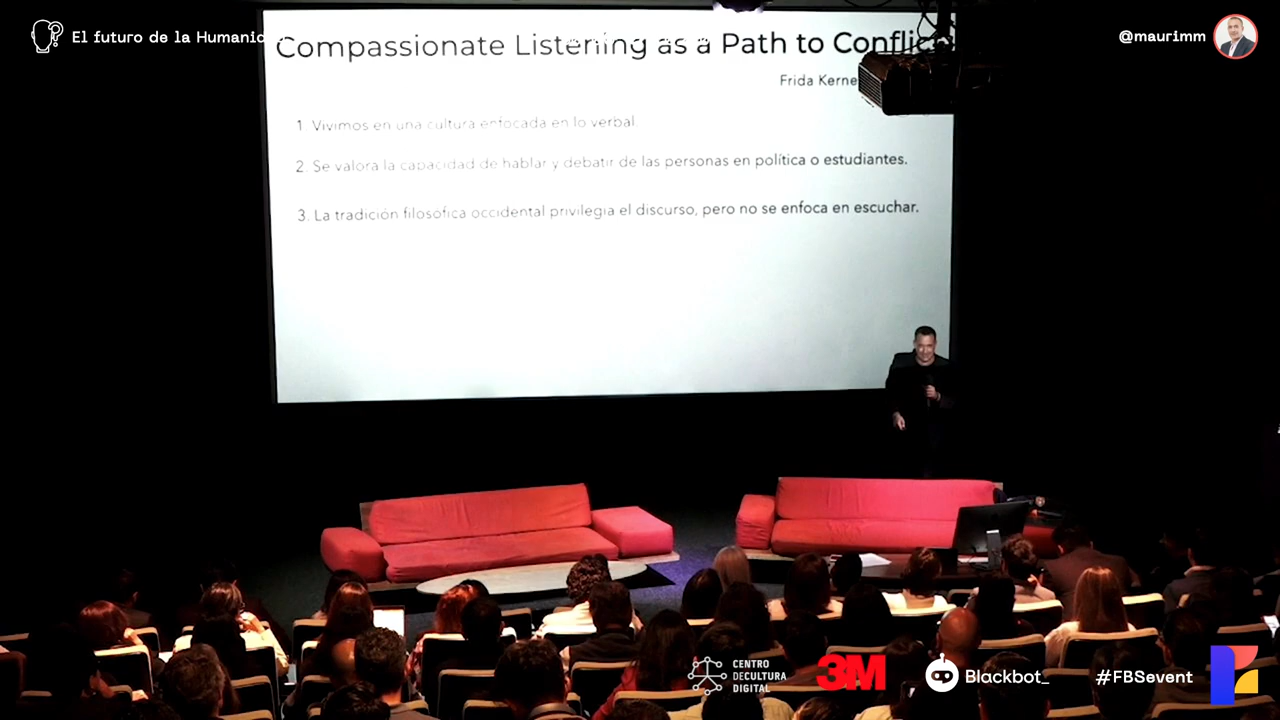 El futuro de la Humani
@maurimm
Compassionate Listening as a Path to Conflic
Frida Kerne
1. Vivimos en una cultura enfocada en lo verbal.
2. Se valora la capacidad de hablar y debatir de las personas en política o estudiantes.
3. La tradición filosófica occidental privilegia el discurso, pero no se enfoca en escuchar.
CENTRO
DECULTURA
DIGITAL
3M
Blackbot_
#FBSevent